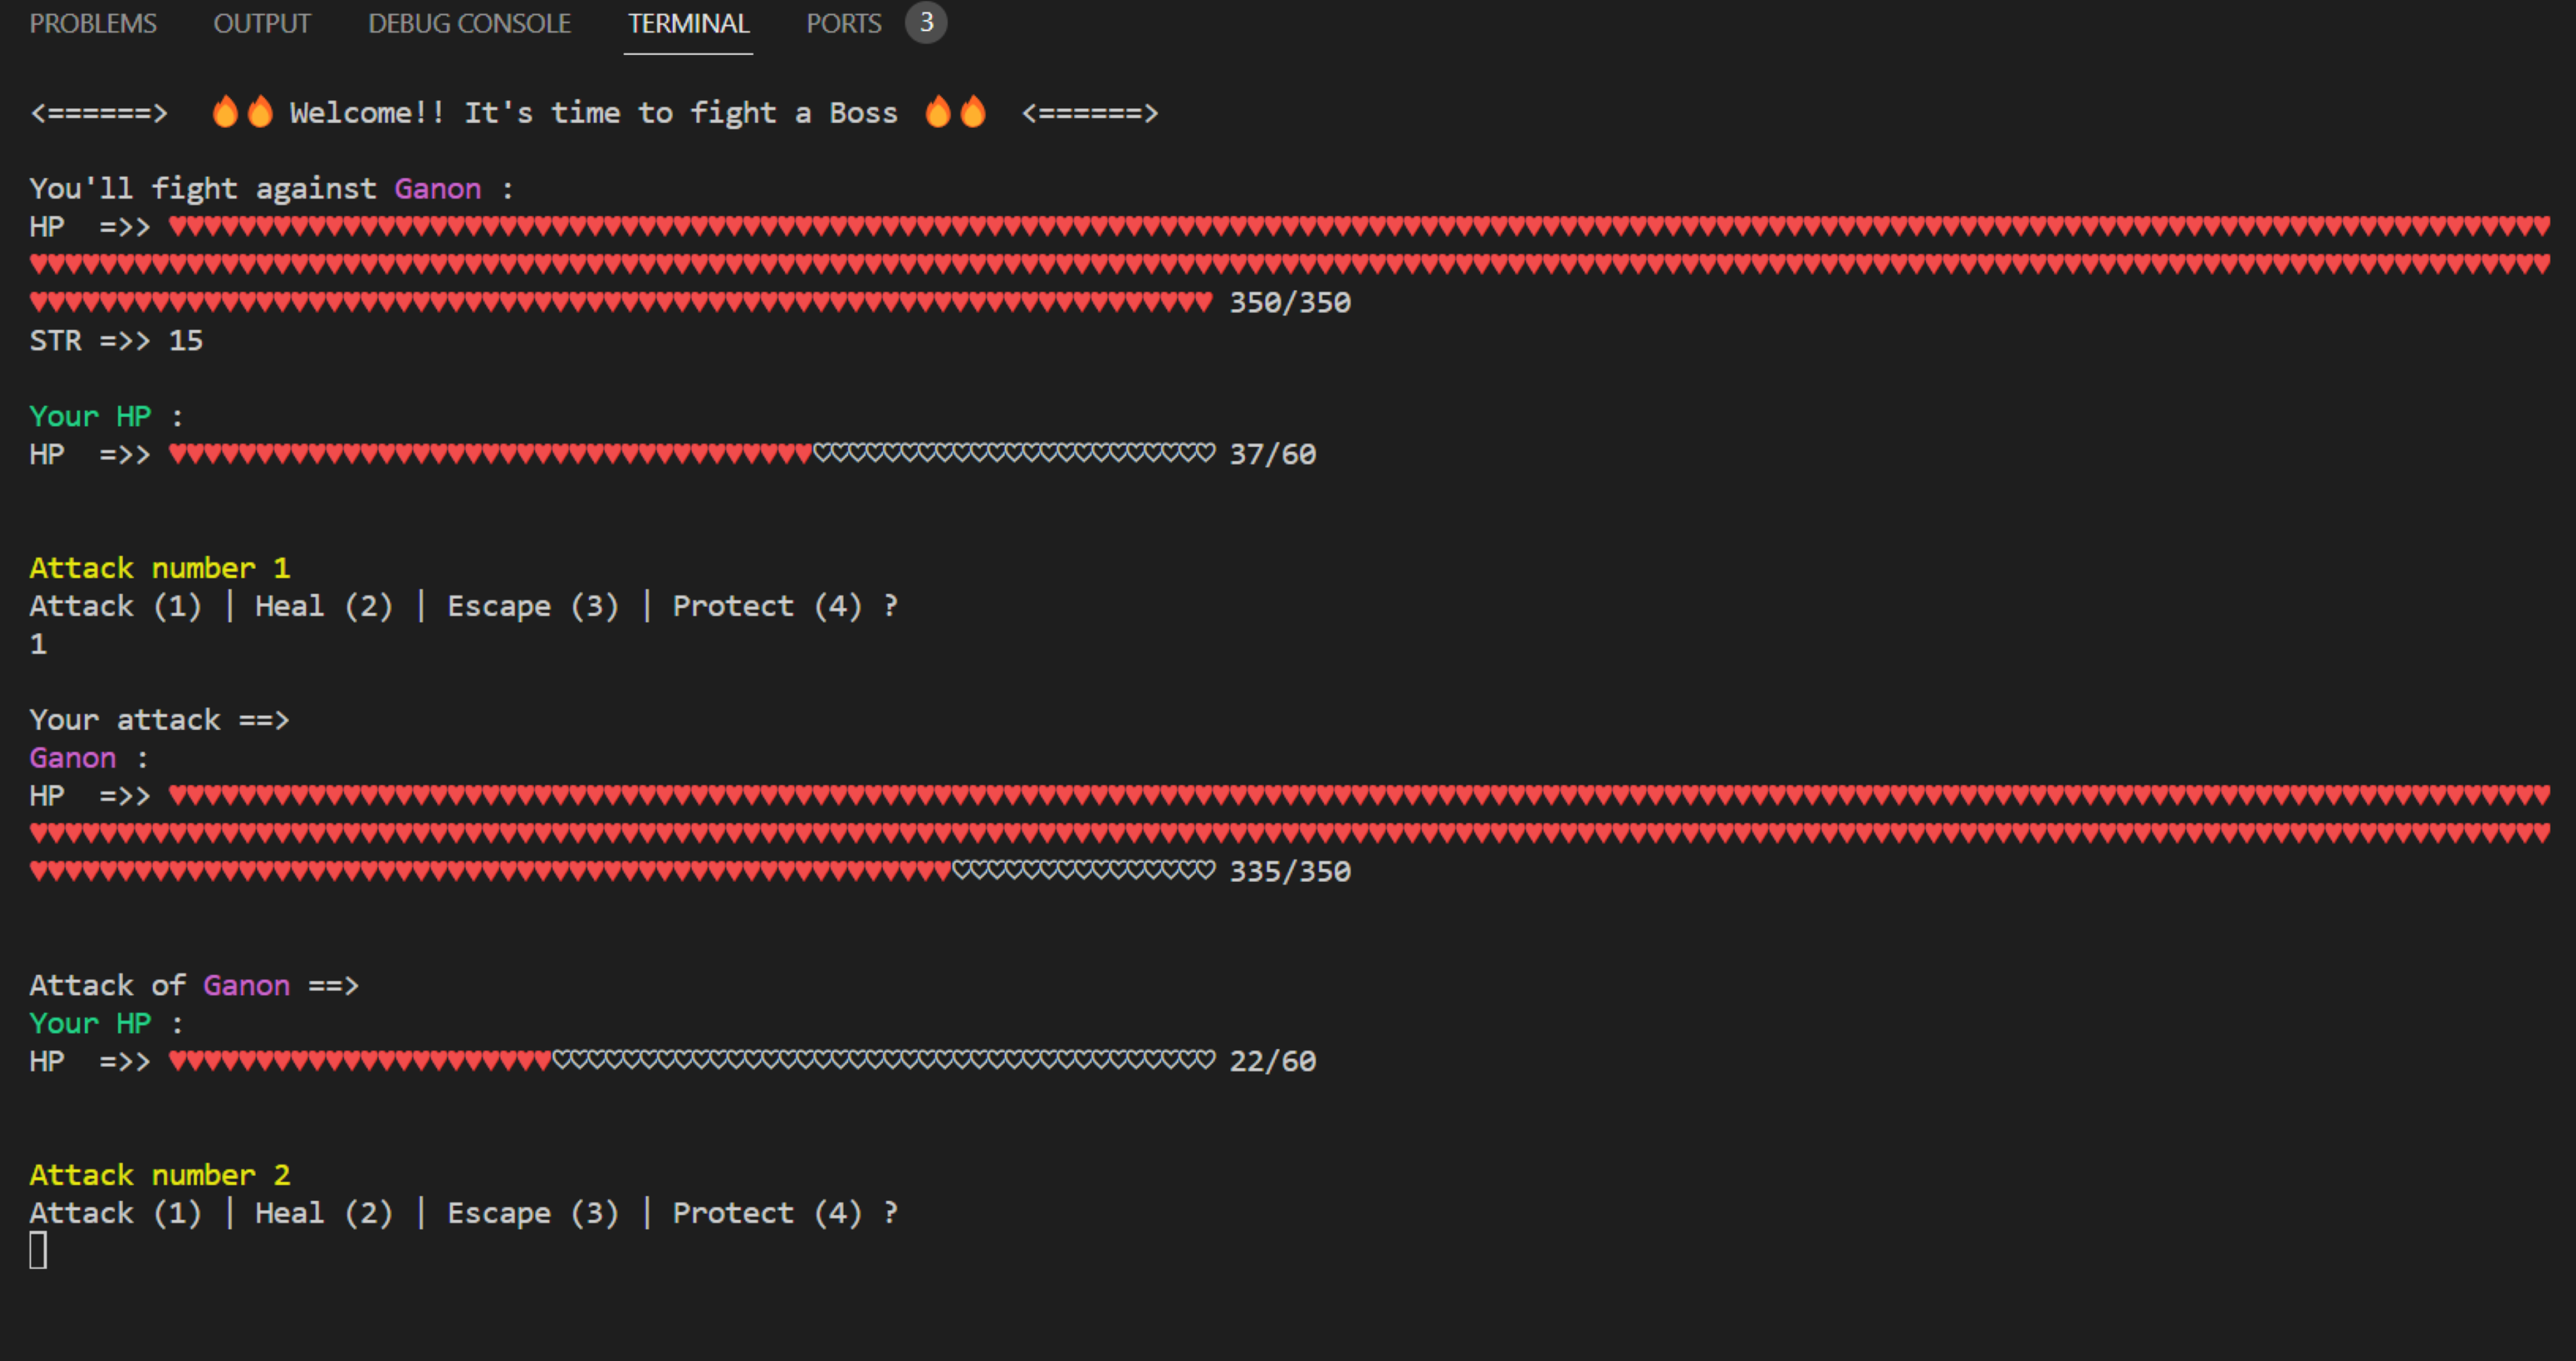 PROBLEMS OUTPUT DEBUG CONSOLE TERMINAL PORTS 3
<======> 🔥🔥 Welcome!! It's time to fight a Boss 🔥🔥 <======>
You'll fight against Ganon :
HP =>>
350/350
STR =>> 15
Your HP :
HP =>> 37/60
Attack number 1
Attack (1) | Heal (2) | Escape (3) | Protect (4) ?
1
Your attack ==>
Ganon :
HP =>>
335/350
Attack of Ganon ==>
Your HP :
HP =>> 22/60
Attack number 2
Attack (1) | Heal (2) | Escape (3) | Protect (4) ?